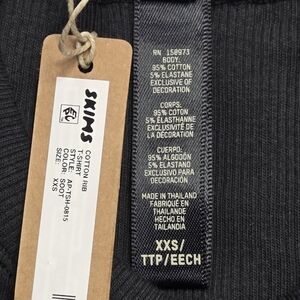 SKIMS
COTTON RIB
T-SHIRT
STYLE: AP-TSH-0815
COLOR: SOOT
SIZE: XXS
RN 158973
BODY:
95% COTTON
5% ELASTANE
EXCLUSIVE OF
DECORATION
CORPS:
95% COTON
5% ÉLASTHANNE
EXCLUSIVITÉ DE
LA DÉCORATION
CUERPO:
95% ALGODÓN
5% ELASTANO
EXCLUSIVO PARA
DECORACIÓN
MADE IN THAILAND
FABRIQUÉ EN
THAÏLANDE
HECHO EN
TAILANDIA
XXS/
TTP/EECH